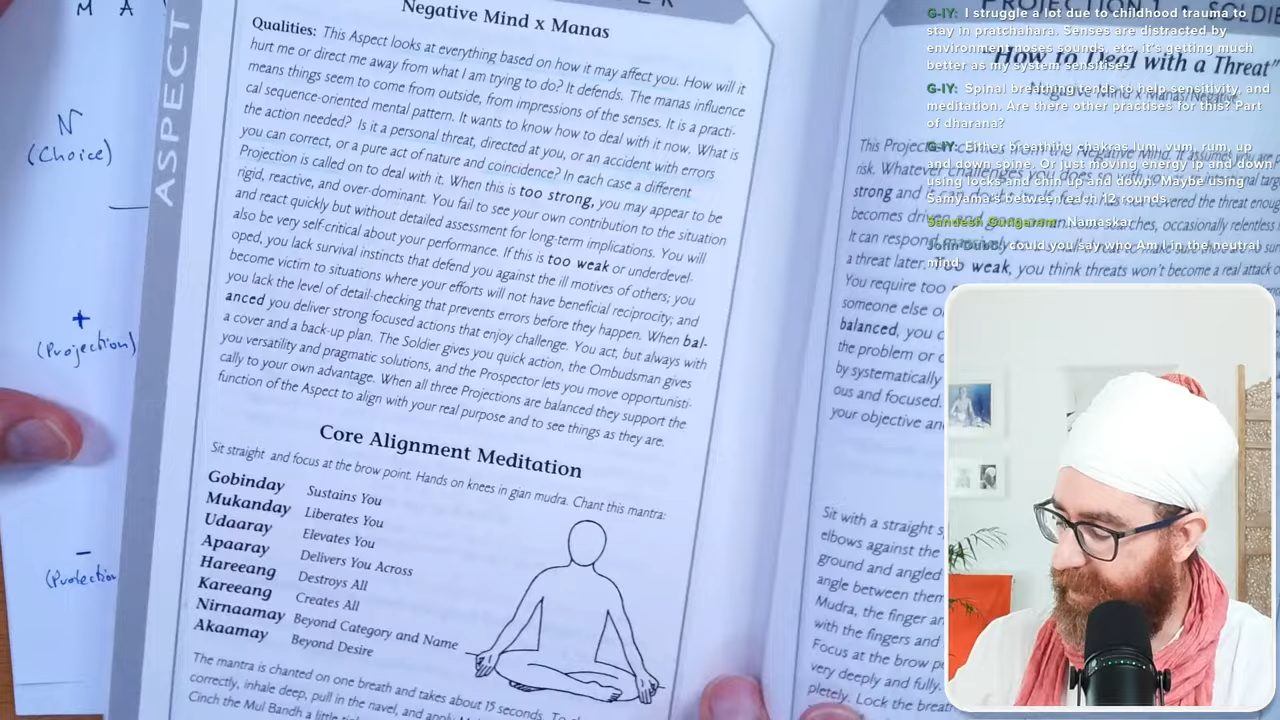 M A
N
(Choice)
+
(Projection)
-
ASPECT
Negative Mind x Manas
Qualities: This Aspect looks at everything based on how it may affect you. How will it
hurt me or direct me away from what I am trying to do? It defends. The manas influence
means things seem come from outside, from impressions of the senses. It is a practi-
cal sequence-oriented mental pattern. It wants to know how to deal with it now. What is
the action needed? Is it a personal threat, directed at you, or an accident with errors
you can correct, or a pure act of nature and coincidence? In each case a different
Projection is called to deal with it. When this is too strong, you may appear to be
rigid, reactive, and overintent. You fail to see your own contribution to the situation
and act quickly but without detailed assessment for long-term implications. You will
also be very self-critical about your performance. If this is too weak or underdevel-
oped, you lack survival instincts that defend you against the ill motives of others; you
become victim to situations where your efforts will not have beneficial reciprocity; and
you lack the level of detail-checking that prevents errors before they happen. When bal-
anced you deliver strong focused actions that enjoy challenge. You act, but always with
a cover and a back-up plan. The Soldier gives you quick action, the Ombudsman gives
you versatility and pragmatic solutions, and the Prospector lets you move opportunisti-
cally to your own advantage. When all three Projections are balanced they support the
function of the Aspect to align with your real purpose and to see things as they are.
Core Alignment Meditation
Sit straight and focus at the brow point. Hands on knees in gian mudra. Chant this mantra:
Gobinday Sustains You
Mukanday Liberates You
Udaaray Elevates You
Apaaray Delivers You Across
Hareeang Destroys All
Kareeang Creates All
Nirnaamay Beyond Category and Name
Akaamay Beyond Desire
The mantra is chanted on one breath and takes about 15 seconds. To
correctly, inhale deep, pull in the navel, and apply
Cinch the Mul Bandh a little
PROJECTION 1 • SOLDIE
"How to Deal with a Threat"
This Projec
risk. Whatever challenges you
strong and
becomes
it can respond
a threat later. Too weak, you think threats won't become a real attack
You require too
someone else o
balanced, you c
the problem or c
by systematically
ous and focused.
your objective an
Sit with a straight s
elbows against the
ground and angled
angle between them
Mudra, the finger an
with the fingers and
Focus at the brow p
very deeply and fully.
pletely. Lock the breat
G-IY: I struggle a lot due to childhood trauma to
stay in pratchahara. Senses are distracted by
environment noses sounds, etc. it's getting much
better as my system sensitises
G-IY: Spinal breathing tends to help sensitivity, and
meditation. Are there other practises for this? Part
of dharana?
G-IY: Either breathing chakras lum, vum, rum, up
and down spine. Or just moving energy ip and down
using locks and chin up and down. Maybe using
Samyama's between each 12 rounds.
Namaskar
could you say who Am I in the neutral
mind